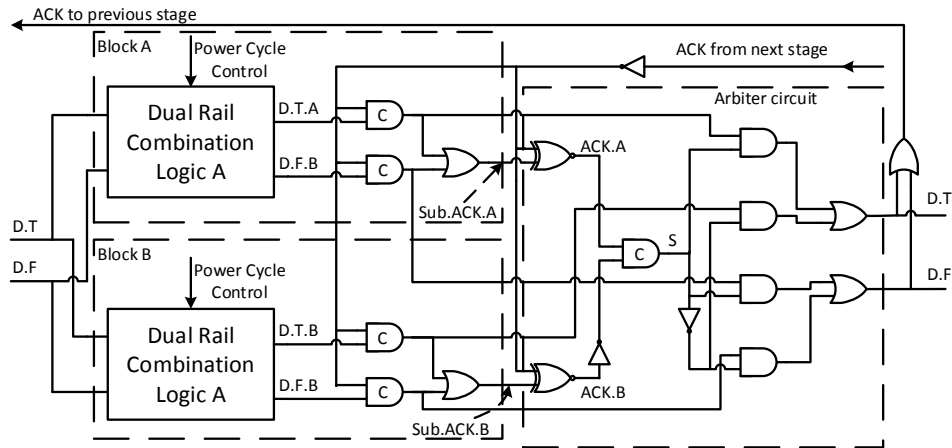 ACK to previous stage
Block A
Power Cycle
Control
ACK from next stage
Arbiter circuit
Dual Rail
Combination
Logic A
D.T.A
D.F.B
C
C
ACK.A
Sub.ACK.A
D.T
D.F
D.T
D.F
C
S
Block B
Power Cycle
Control
Dual Rail
Combination
Logic A
D.T.B
D.F.B
C
C
ACK.B
Sub.ACK.B